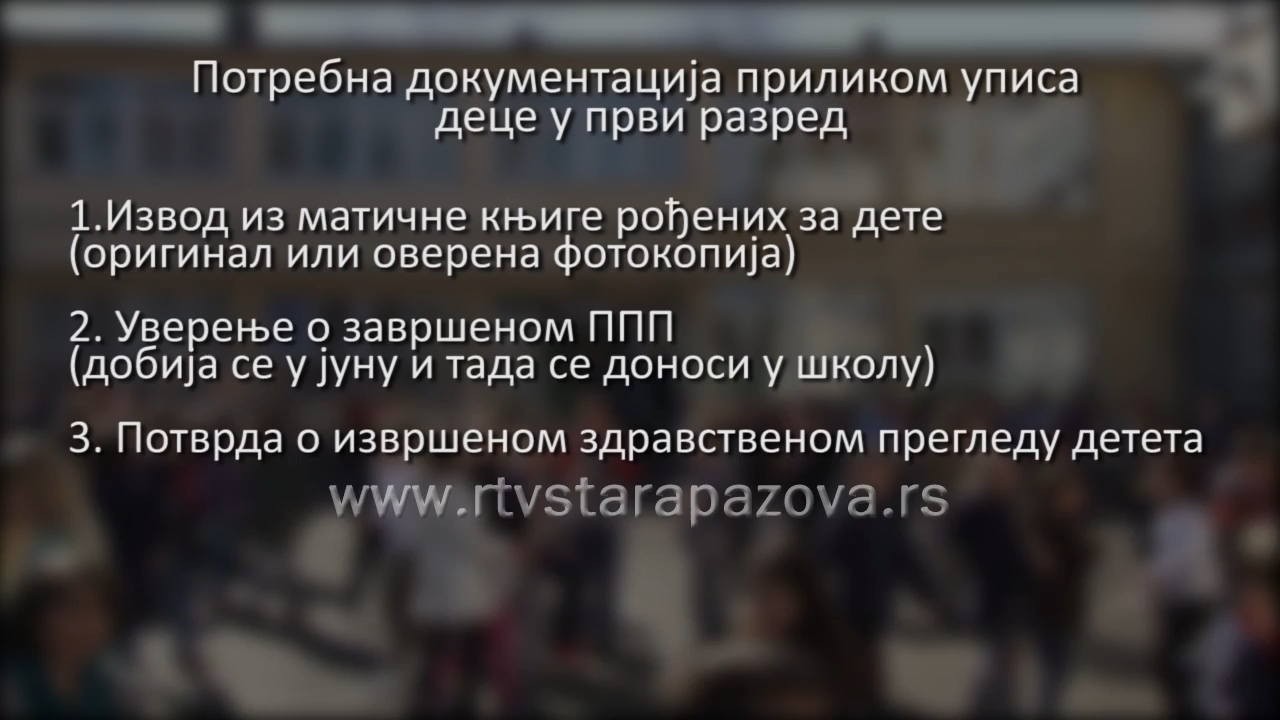 Потребна документација приликом уписа
деце у први разред
1.Извод из матичне књиге рођених за дете
(оригинал или оверена фотокопија)
2. Уверење о завршеном ППП
(добија се у јуну и тада се доноси у школу)
3. Потврда о извршеном здравственом прегледу детета
www.rtvstarapazova.rs